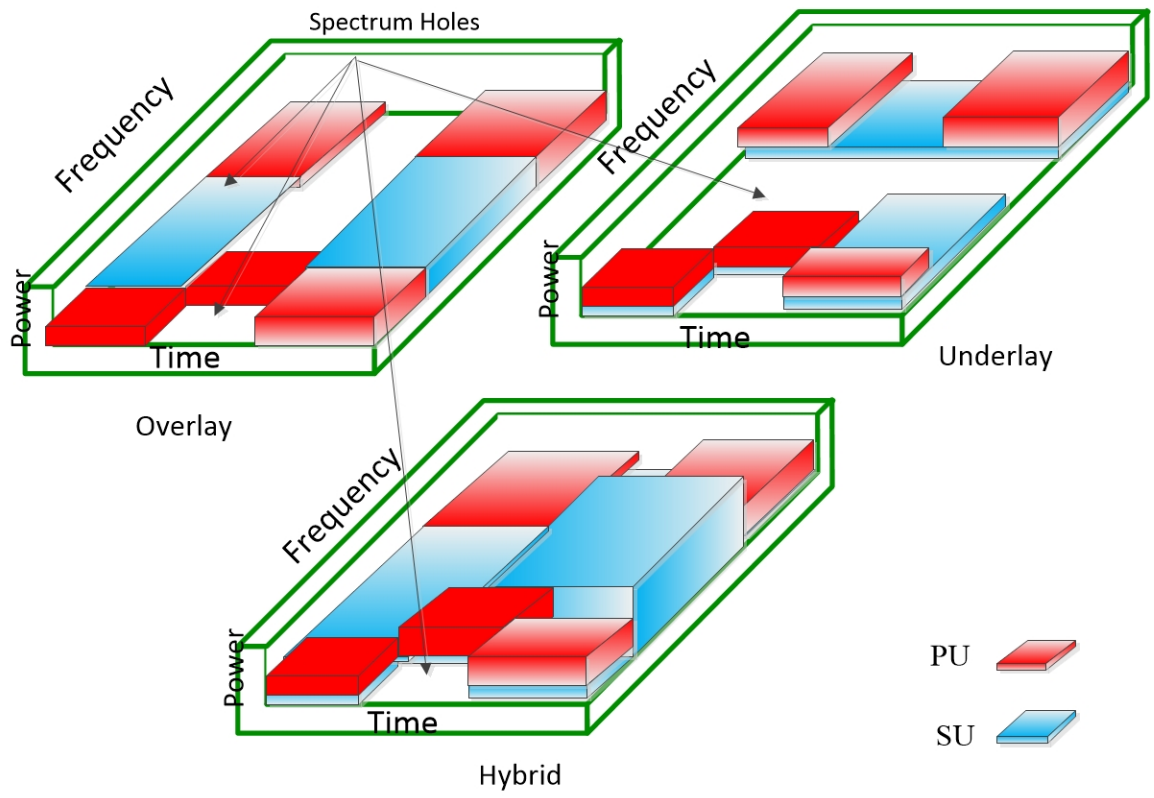 Spectrum Holes
Frequency
Power
Time
Overlay
Frequency
Power
Time
Underlay
Frequency
Power
Time
Hybrid
PU
SU